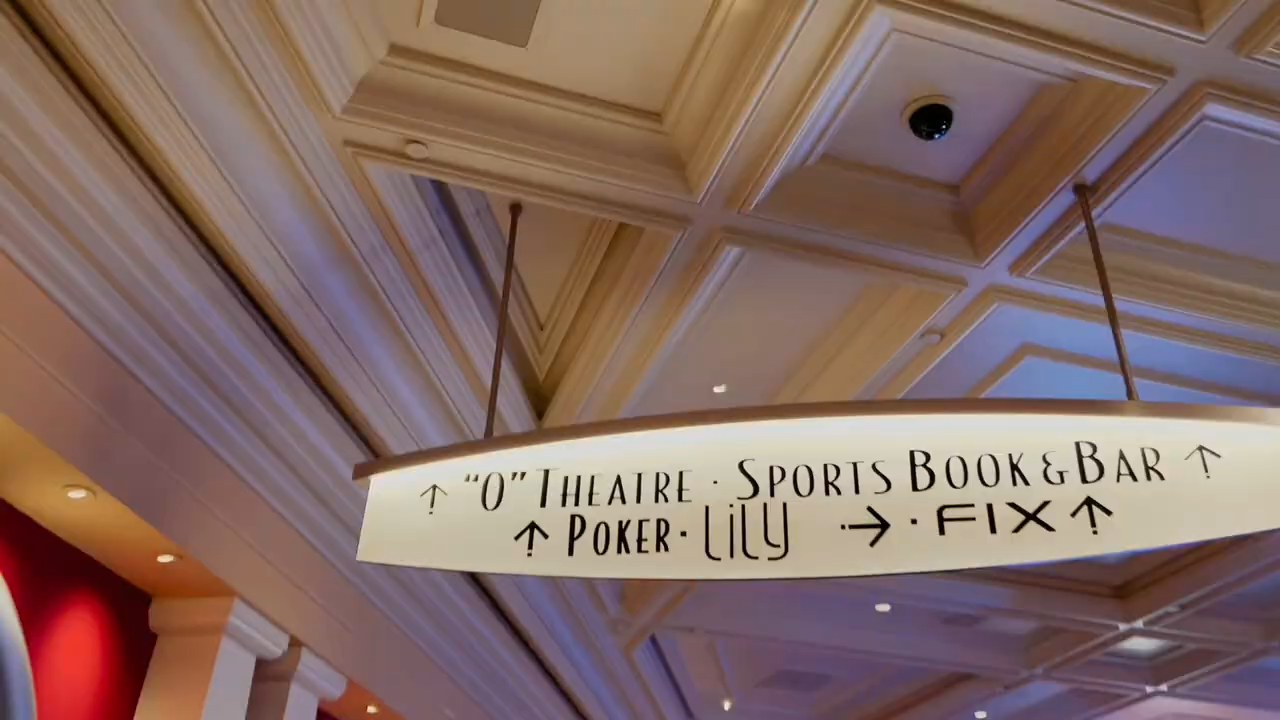 ↑ "O" THEATRE · SPORTS BOOK & BAR ↑
↑ POKER · LiLY → · FIX ↑